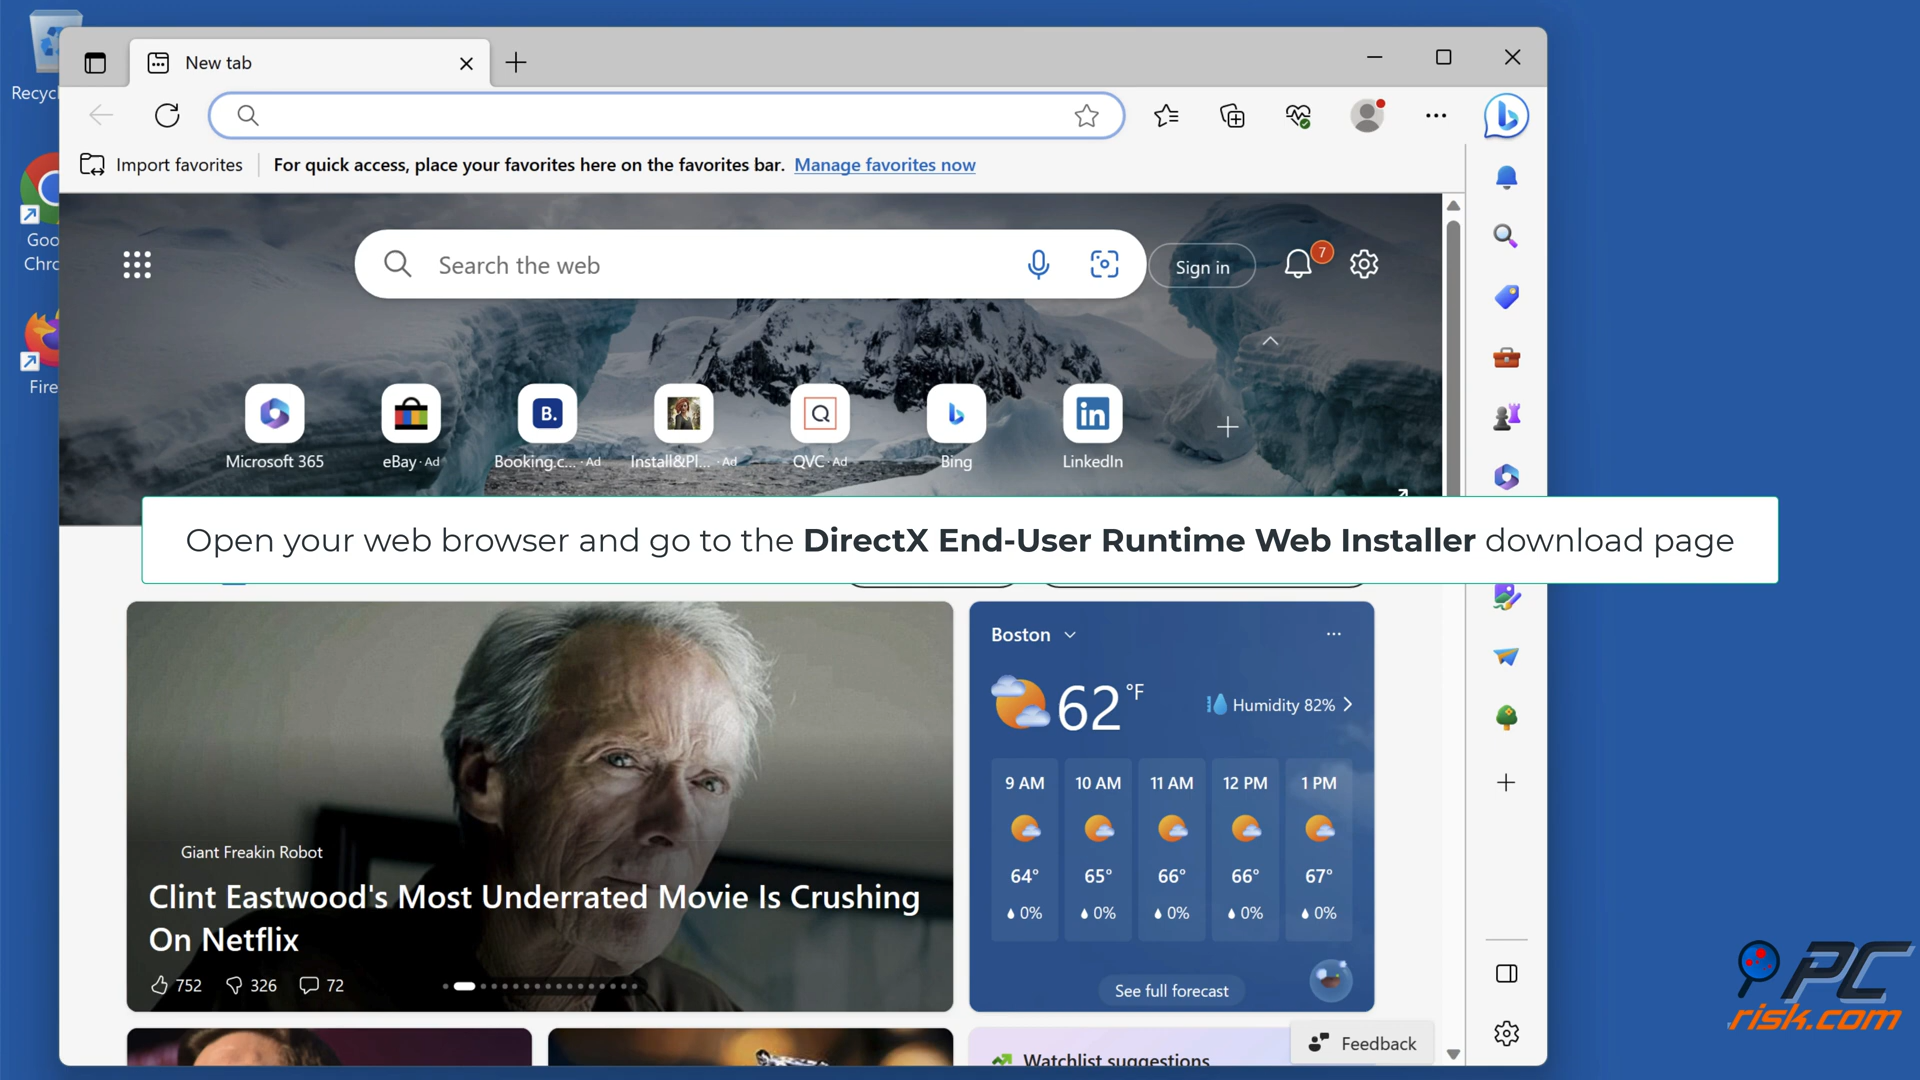 Recyc
New tab
Import favorites
For quick access, place your favorites here on the favorites bar. Manage favorites now
Goo
Chro
Fire
Search the web
Sign in
7
Microsoft 365
eBay · Ad
B.
Booking.c... · Ad
Install&Pl... · Ad
Q
QVC · Ad
Bing
in
LinkedIn
Open your web browser and go to the DirectX End-User Runtime Web Installer download page
Giant Freakin Robot
Clint Eastwood's Most Underrated Movie Is Crushing
On Netflix
752 326 72
Boston
62 °F
Humidity 82%
9 AM 10 AM 11 AM 12 PM 1 PM
64° 65° 66° 66° 67°
0% 0% 0% 0% 0%
See full forecast
Watchlist suggestions
Feedback
PC
risk.com